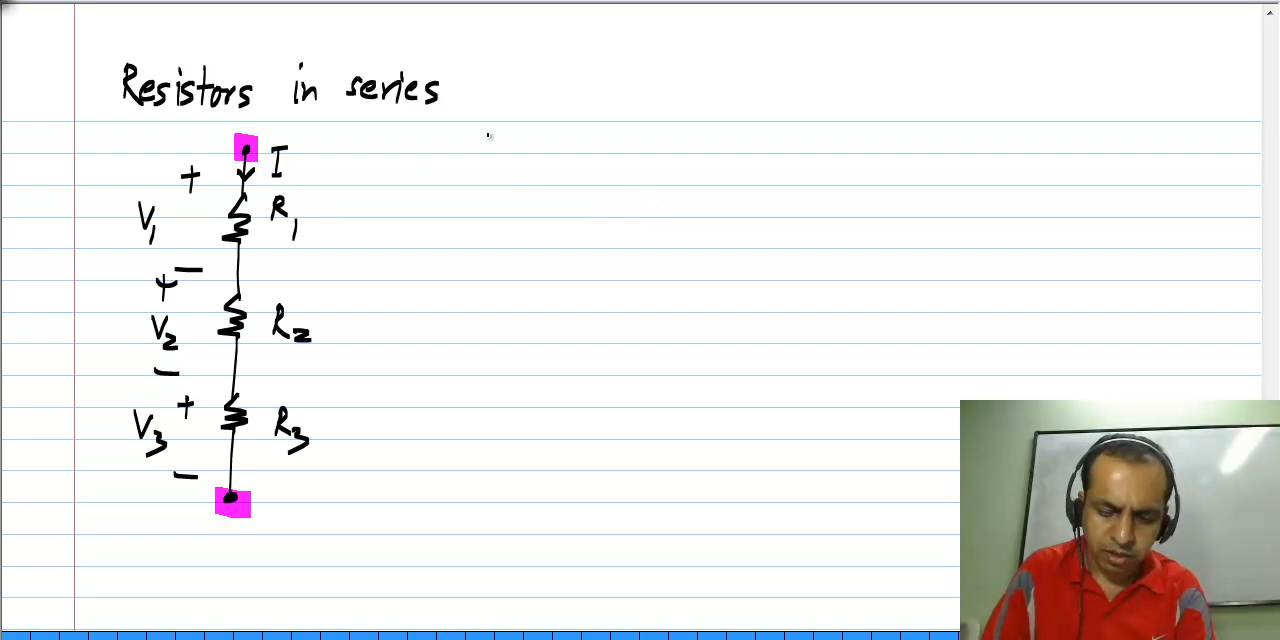 Resistors in series
+ I
V1 R1
−
+
V2 R2
−
+
V3 R3
−